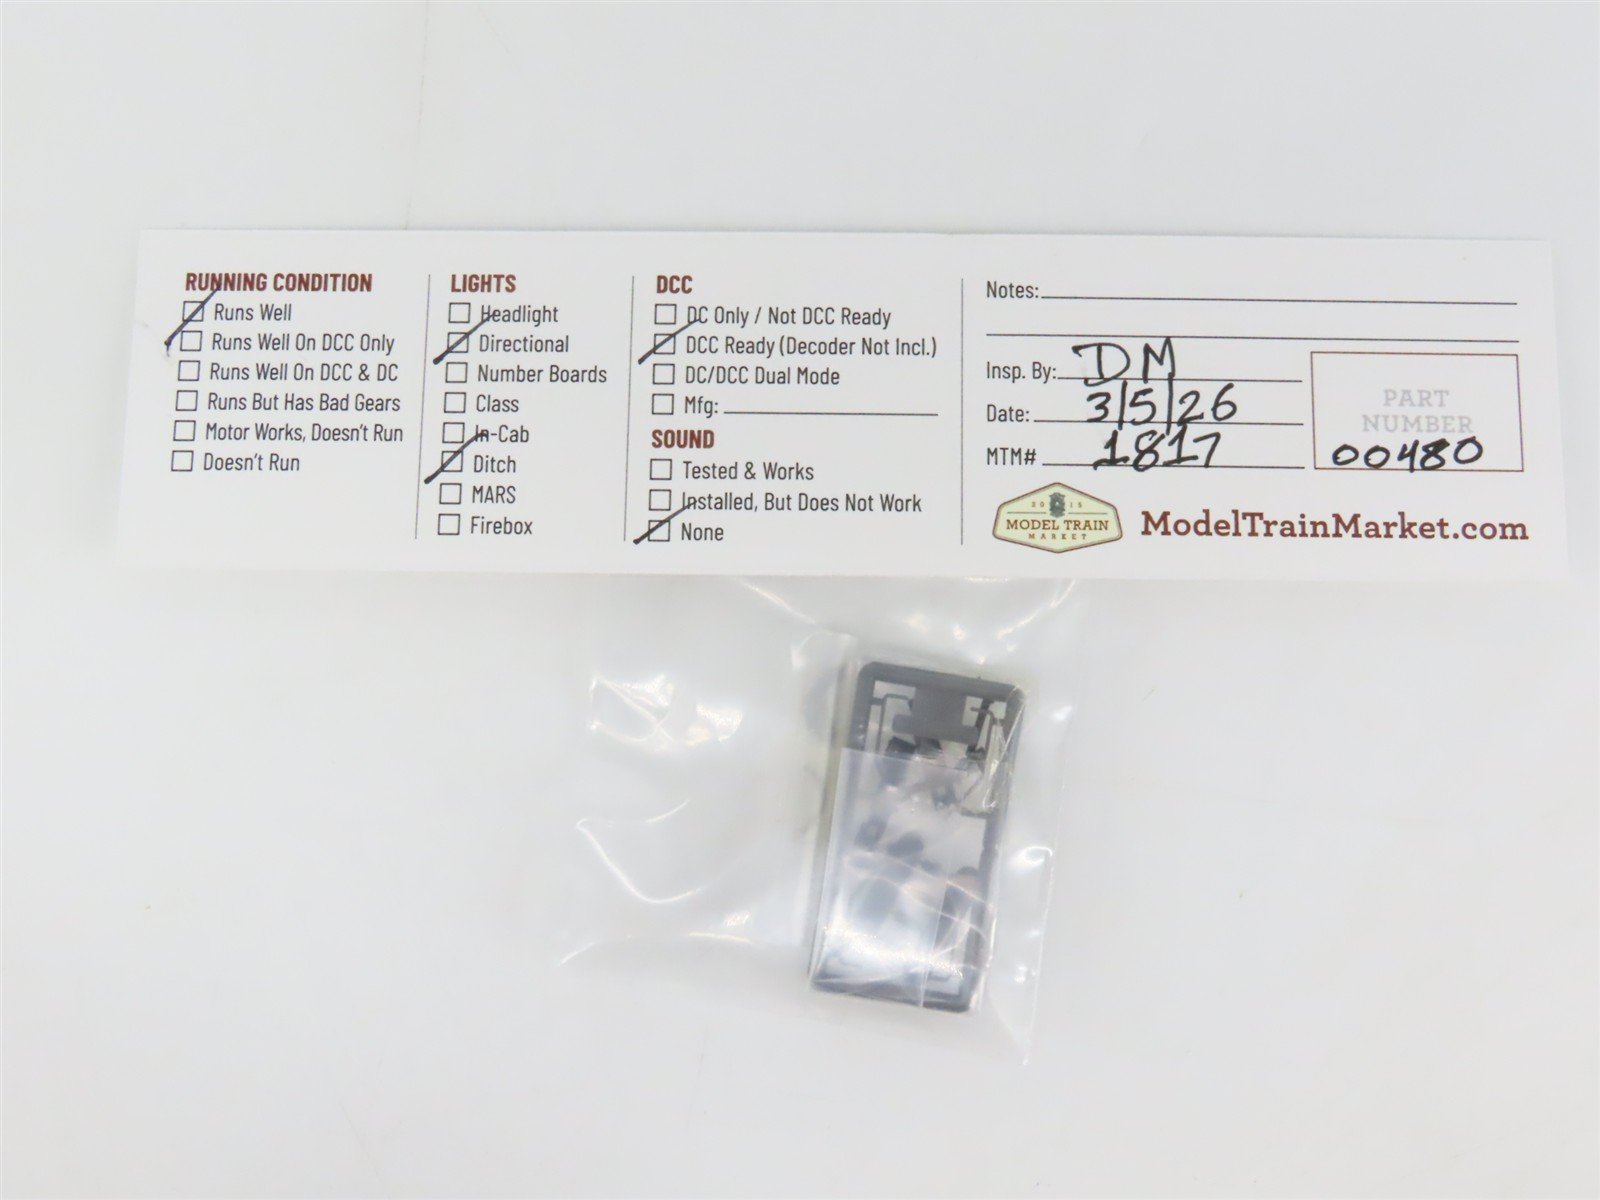 RUNNING CONDITION
Runs Well
Runs Well On DCC Only
Runs Well On DCC & DC
Runs But Has Bad Gears
Motor Works, Doesn't Run
Doesn't Run
LIGHTS
Headlight
Directional
Number Boards
Class
In-Cab
Ditch
MARS
Firebox
DCC
DC Only / Not DCC Ready
DCC Ready (Decoder Not Incl.)
DC/DCC Dual Mode
Mfg:
SOUND
Tested & Works
Installed, But Does Not Work
None
Notes:
Insp. By: DM
Date: 3/5/26
MTM# 1817
PART
NUMBER
00480
2015
MODEL TRAIN
MARKET
ModelTrainMarket.com